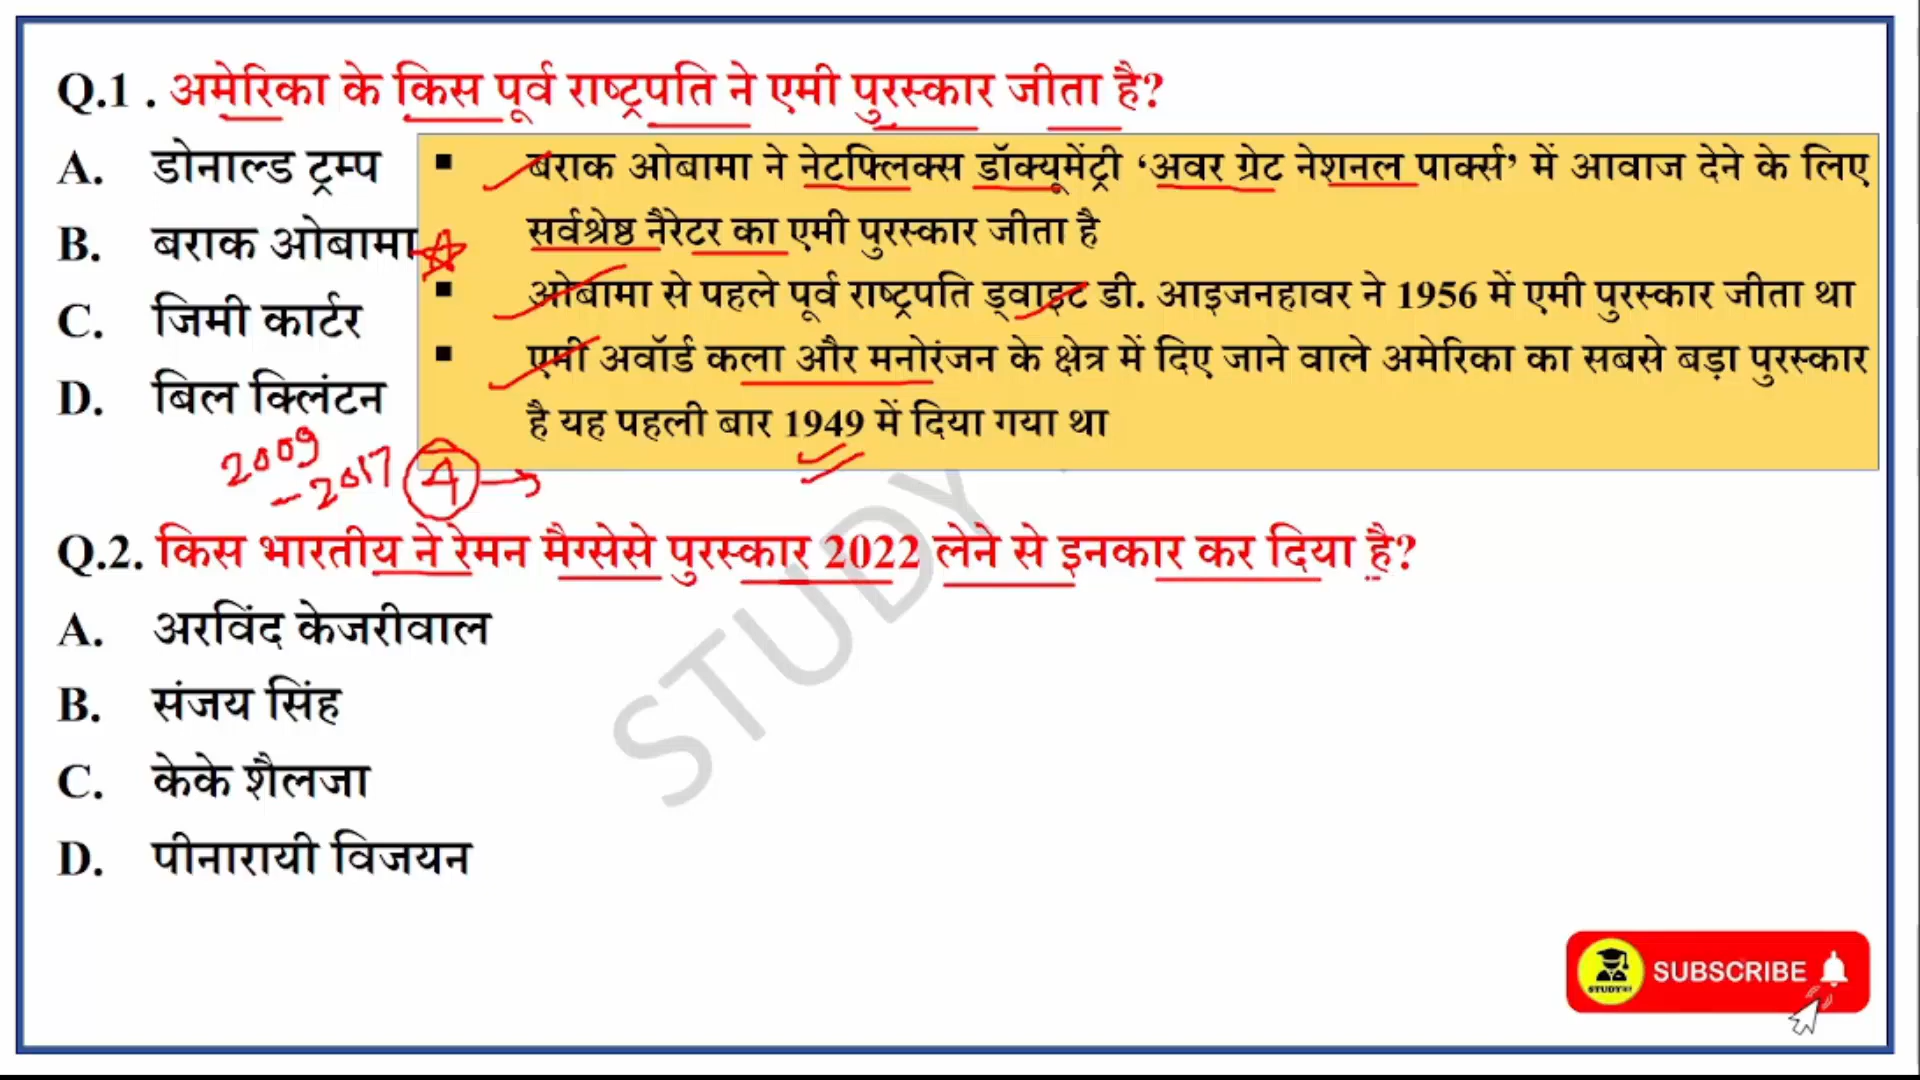 Q.1 . अमेरिका के किस पूर्व राष्ट्रपति ने एमी पुरस्कार जीता है?
A. डोनाल्ड ट्रम्प
B. बराक ओबामा
C. जिमी कार्टर
D. बिल क्लिंटन
▪ बराक ओबामा ने नेटफ्लिक्स डॉक्यूमेंट्री ‘अवर ग्रेट नेशनल पार्क्स’ में आवाज देने के लिए
सर्वश्रेष्ठ नैरेटर का एमी पुरस्कार जीता है
▪ ओबामा से पहले पूर्व राष्ट्रपति ड्वाइट डी. आइजनहावर ने 1956 में एमी पुरस्कार जीता था
▪ एमी अवॉर्ड कला और मनोरंजन के क्षेत्र में दिए जाने वाले अमेरिका का सबसे बड़ा पुरस्कार
है यह पहली बार 1949 में दिया गया था
2009
- 2017
4
Q.2. किस भारतीय ने रेमन मैग्सेसे पुरस्कार 2022 लेने से इनकार कर दिया है?
A. अरविंद केजरीवाल
B. संजय सिंह
C. केके शैलजा
D. पीनारायी विजयन
STUDY
SUBSCRIBE